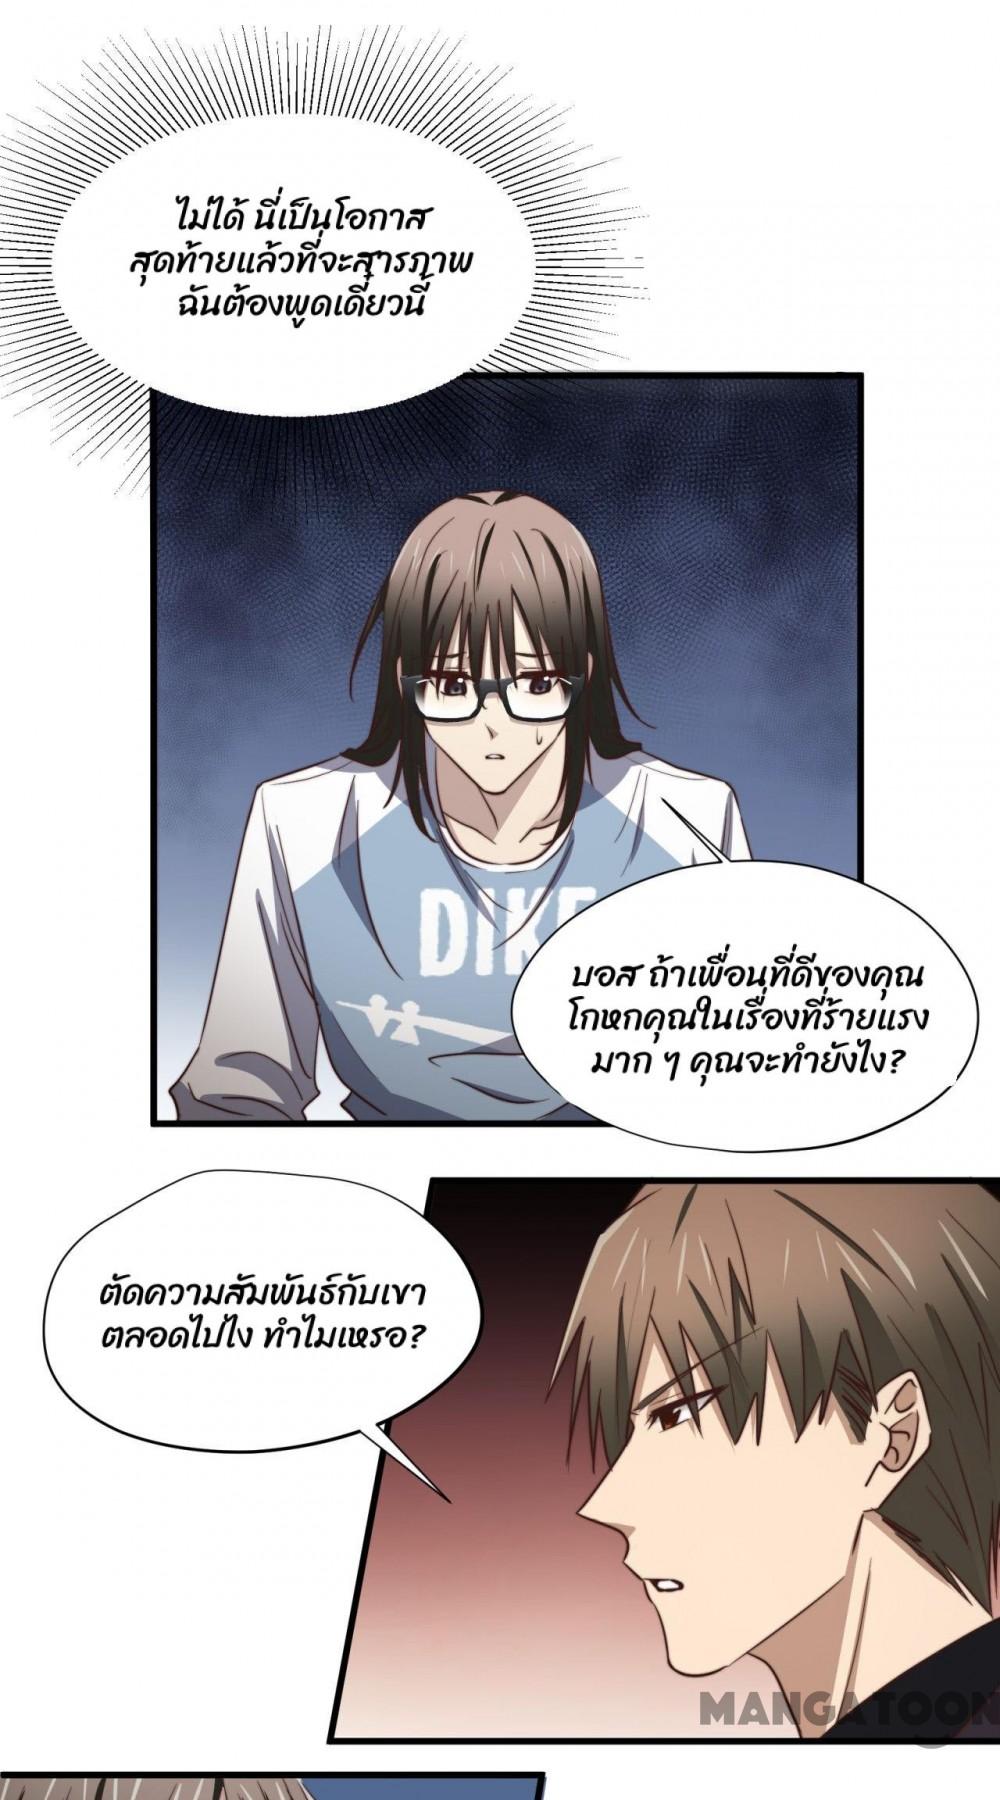 ไม่ได้ นี่เป็นโอกาส
สุดท้ายแล้วที่จะสารภาพ
ฉันต้องพูดเดี๋ยวนี้
DIKE
บอส ถ้าเพื่อนที่ดีของคุณ
โกหกคุณในเรื่องที่ร้ายแรง
มาก ๆ คุณจะทำยังไง?
ตัดความสัมพันธ์กับเขา
ตลอดไปไง ทำไมเหรอ?
MANGATOON